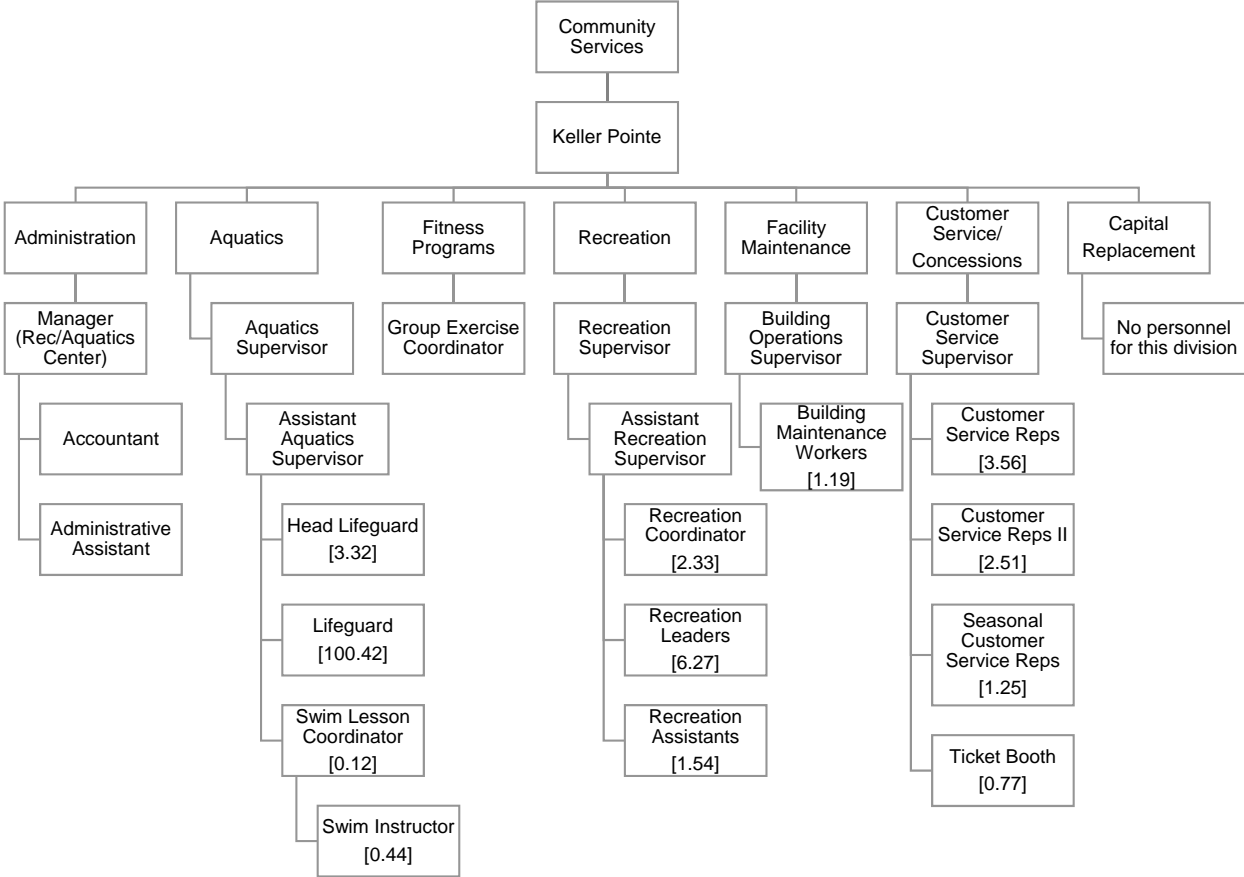 Community
Services
Keller Pointe
Administration
Aquatics
Fitness
Programs
Recreation
Facility
Maintenance
Customer
Service/
Concessions
Capital
Replacement
Manager
(Rec/Aquatics
Center)
Accountant
Administrative
Assistant
Aquatics
Supervisor
Assistant
Aquatics
Supervisor
Head Lifeguard
[3.32]
Lifeguard
[100.42]
Swim Lesson
Coordinator
[0.12]
Swim Instructor
[0.44]
Group Exercise
Coordinator
Recreation
Supervisor
Assistant
Recreation
Supervisor
Recreation
Coordinator
[2.33]
Recreation
Leaders
[6.27]
Recreation
Assistants
[1.54]
Building
Operations
Supervisor
Building
Maintenance
Workers
[1.19]
Customer
Service
Supervisor
Customer
Service Reps
[3.56]
Customer
Service Reps II
[2.51]
Seasonal
Customer
Service Reps
[1.25]
Ticket Booth
[0.77]
No personnel
for this division